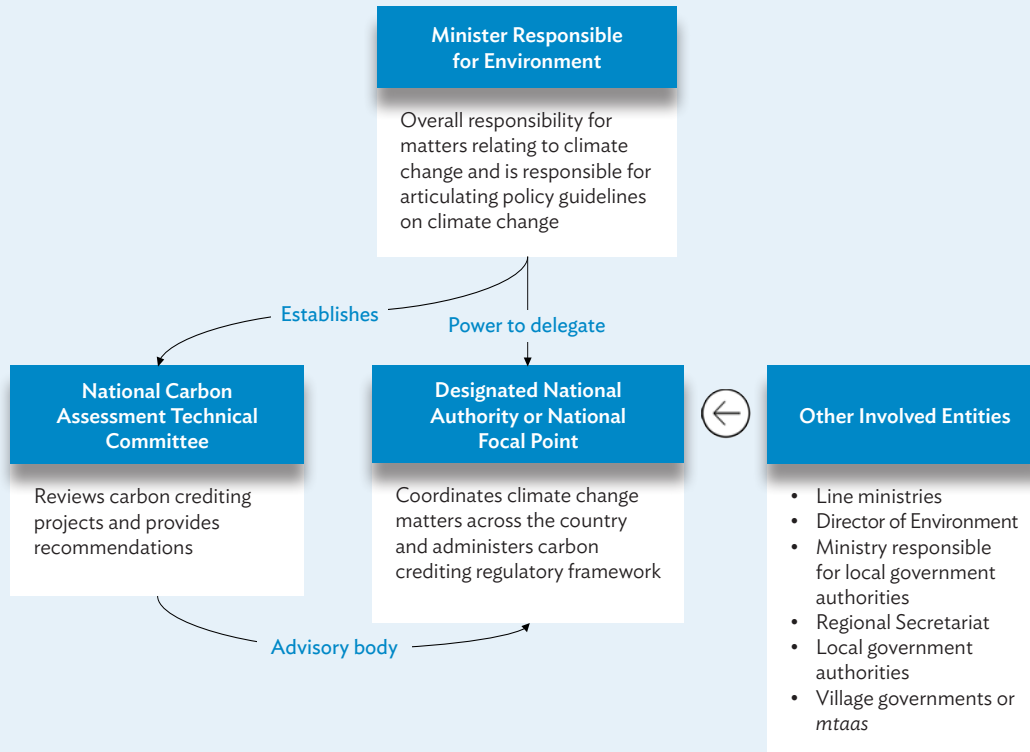 Minister Responsible
for Environment
Overall responsibility for
matters relating to climate
change and is responsible for
articulating policy guidelines
on climate change
Establishes
Power to delegate
National Carbon
Assessment Technical
Committee
Reviews carbon crediting
projects and provides
recommendations
Designated National
Authority or National
Focal Point
Coordinates climate change
matters across the country
and administers carbon
crediting regulatory framework
Advisory body
Other Involved Entities
• Line ministries
• Director of Environment
• Ministry responsible
for local government
authorities
• Regional Secretariat
• Local government
authorities
• Village governments or
mtaas